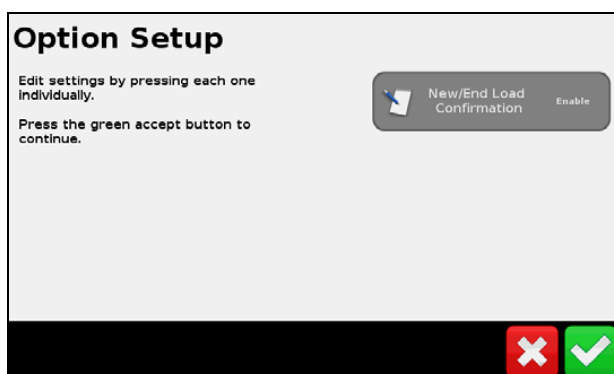 Option Setup
Edit settings by pressing each one
individually.
Press the green accept button to
continue.
New/End Load
Confirmation
Enable